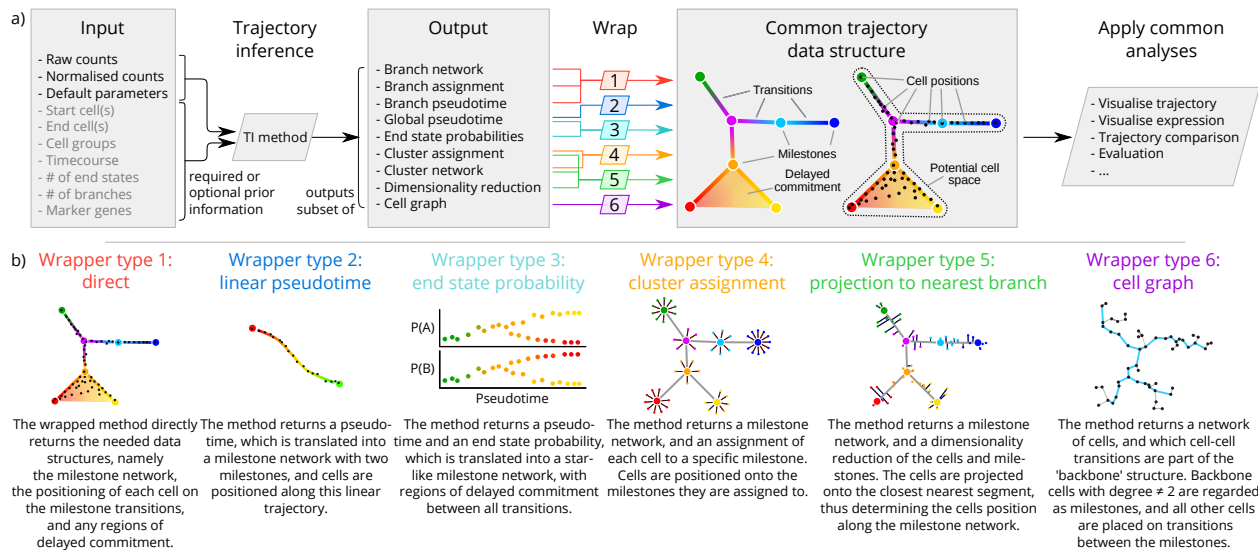 a)
Input
- Raw counts
- Normalised counts
- Default parameters
- Start cell(s)
- End cell(s)
- Cell groups
- Timecourse
- # of end states
- # of branches
- Marker genes
Trajectory
inference
TI method
required or
optional prior
information
outputs
subset of
Output
- Branch network
- Branch assignment
- Branch pseudotime
- Global pseudotime
- End state probabilities
- Cluster assignment
- Cluster network
- Dimensionality reduction
- Cell graph
Wrap
1
2
3
4
5
6
Common trajectory
data structure
Transitions
Milestones
Delayed
commitment
Cell positions
Potential cell
space
Apply common
analyses
- Visualise trajectory
- Visualise expression
- Trajectory comparison
- Evaluation
- ...
b)
Wrapper type 1:
direct
The wrapped method directly
returns the needed data
structures, namely
the milestone network,
the positioning of each cell on
the milestone transitions,
and any regions of
delayed commitment.
Wrapper type 2:
linear pseudotime
The method returns a pseudo-
time, which is translated into
a milestone network with two
milestones, and cells are
positioned along this linear
trajectory.
Wrapper type 3:
end state probability
P(A)
P(B)
Pseudotime
The method returns a pseudo-
time and an end state probability,
which is translated into a star-
like milestone network, with
regions of delayed commitment
between all transitions.
Wrapper type 4:
cluster assignment
The method returns a milestone
network, and an assignment of
each cell to a specific milestone.
Cells are positioned onto the
milestones they are assigned to.
Wrapper type 5:
projection to nearest branch
The method returns a milestone
network, and a dimensionality
reduction of the cells and mile-
stones. The cells are projected
onto the closest nearest segment,
thus determining the cells position
along the milestone network.
Wrapper type 6:
cell graph
The method returns a network
of cells, and which cell-cell
transitions are part of the
'backbone' structure. Backbone
cells with degree ≠ 2 are regarded
as milestones, and all other cells
are placed on transitions
between the milestones.